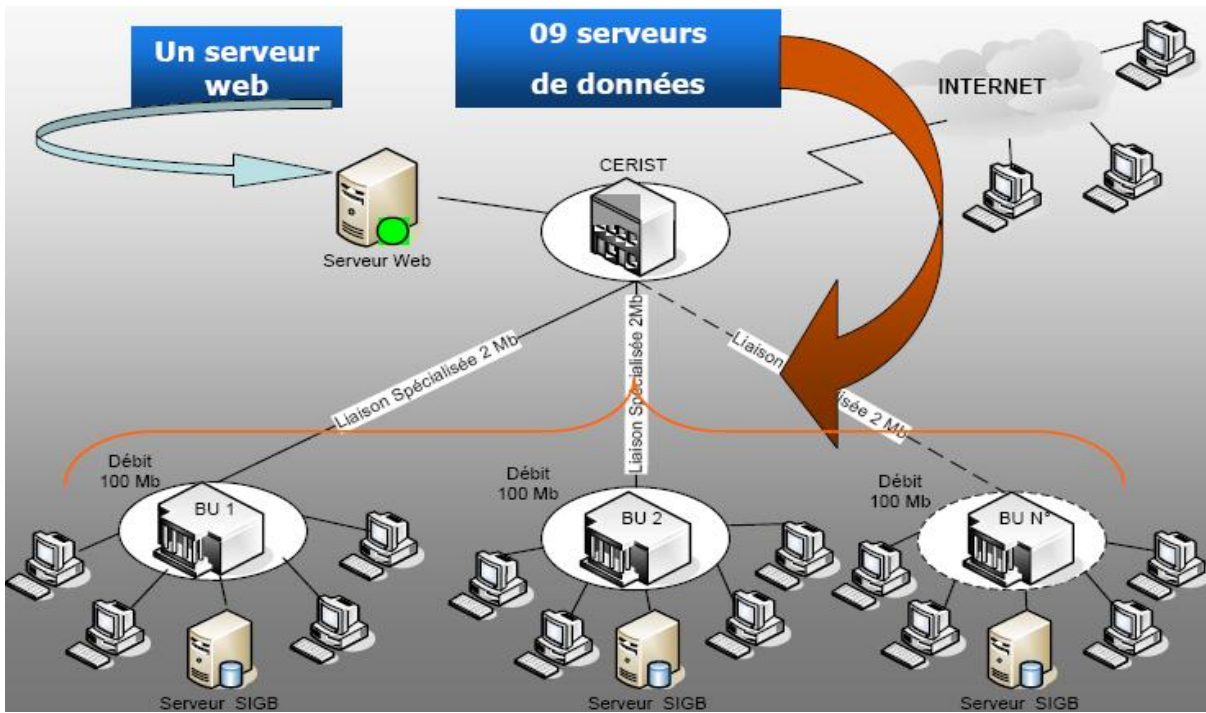 Un serveur
web
09 serveurs
de données
INTERNET
CERIST
Serveur Web
Liaison Spécialisée 2 Mb
Liaison Spécialisée 2Mb
Liaison
isée 2 Mb
Débit
100 Mb
Débit
100 Mb
Débit
100 Mb
BU 1
BU 2
BU N°
Serveur SIGB
Serveur SIGB
Serveur SIGB